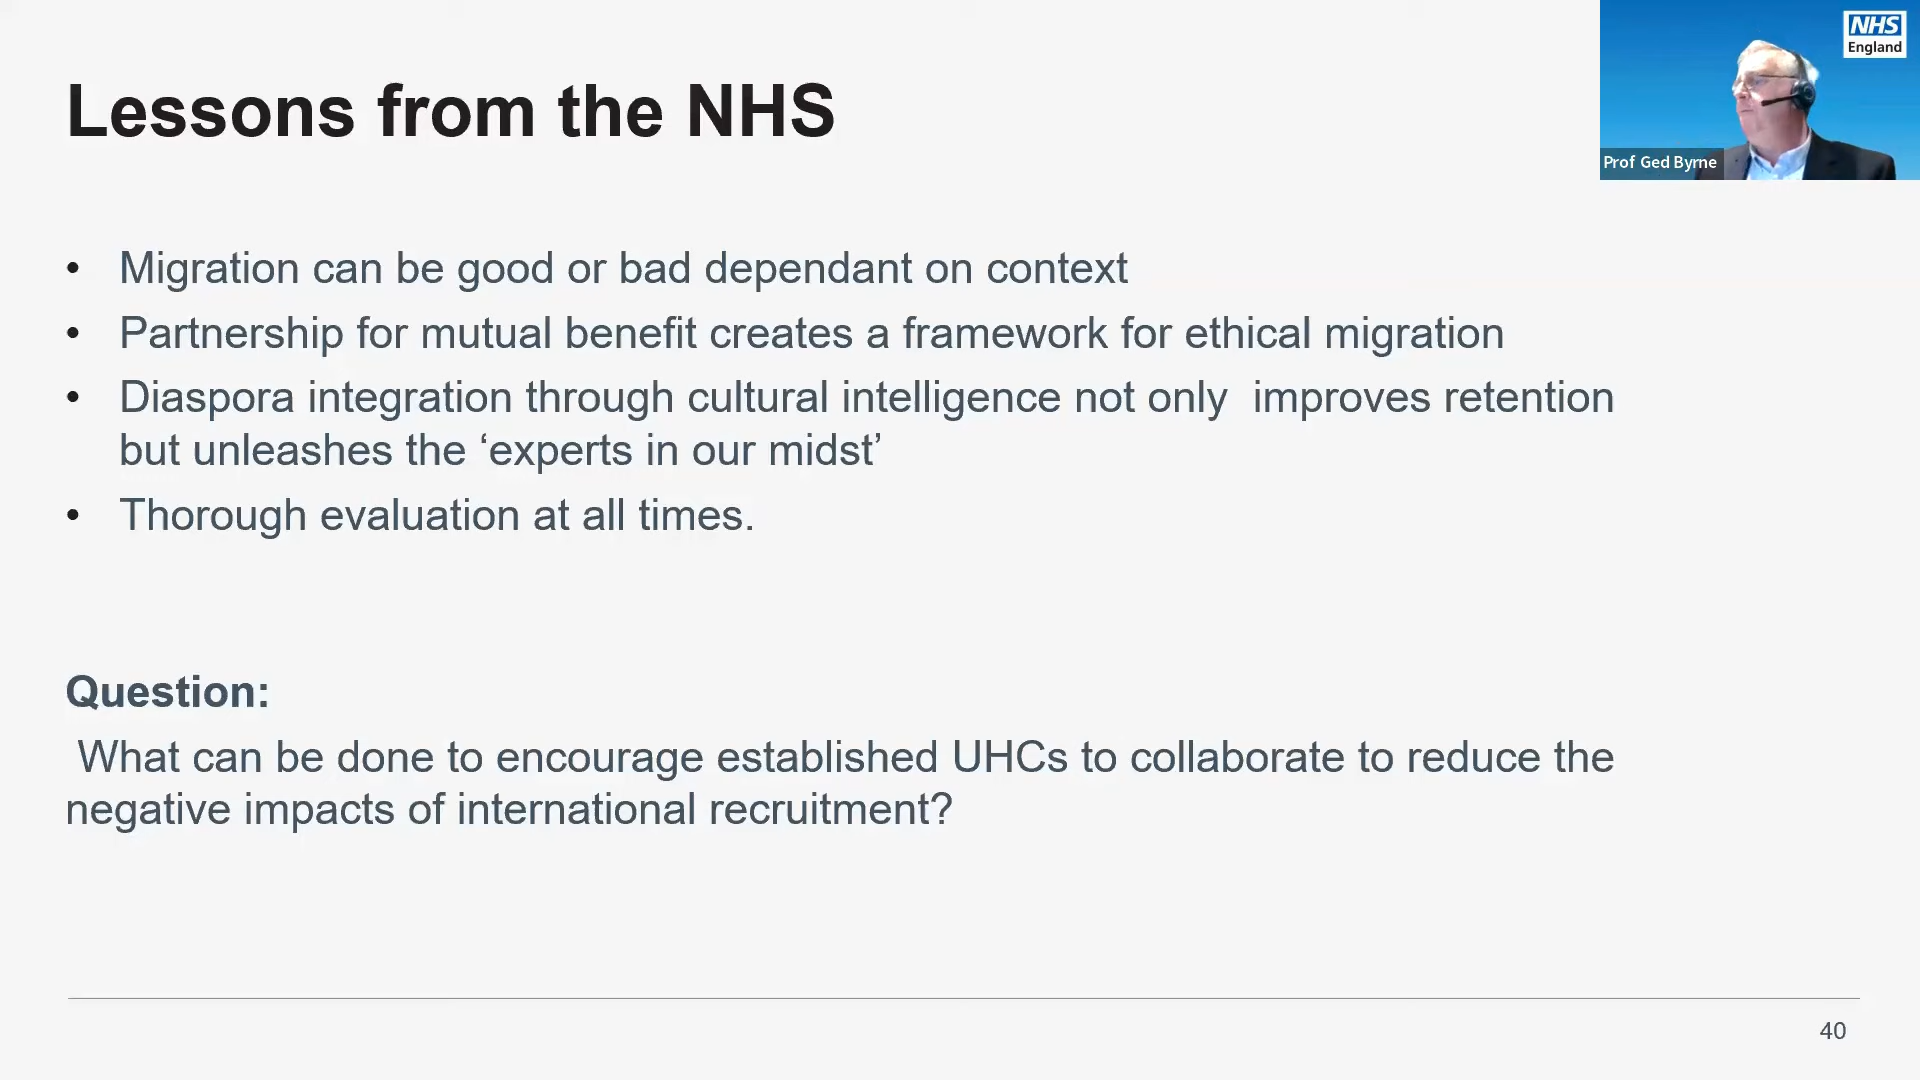 NHS
England
Prof Ged Byrne
Lessons from the NHS
• Migration can be good or bad dependant on context
• Partnership for mutual benefit creates a framework for ethical migration
• Diaspora integration through cultural intelligence not only  improves retention
but unleashes the ‘experts in our midst’
• Thorough evaluation at all times.
Question:
What can be done to encourage established UHCs to collaborate to reduce the
negative impacts of international recruitment?
40